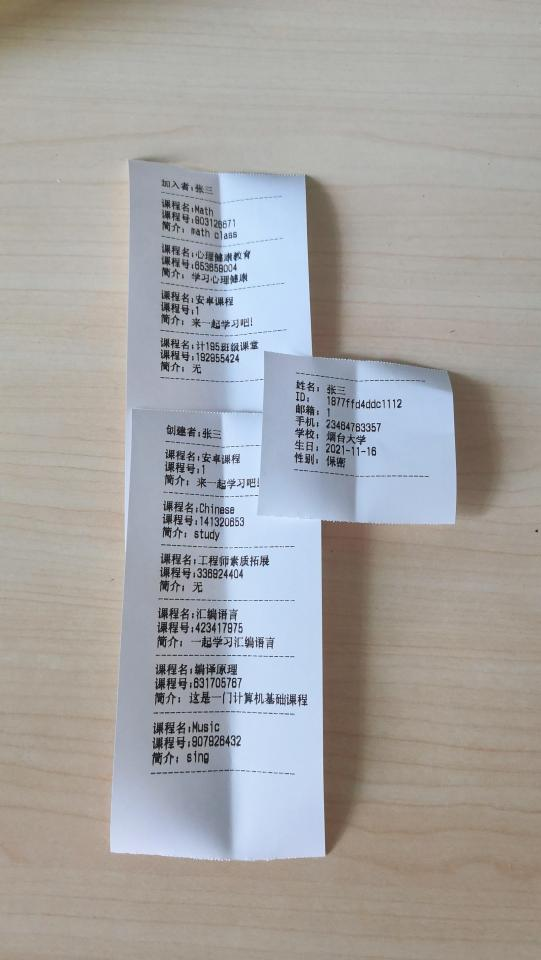 加入者:张三
课程名:Math
课程号:903126671
简介: math class
课程名:心理健康教育
课程号:653659004
简介: 学习心理健康
课程名:安卓课程
课程号:1
简介: 来一起学习吧!
课程名:计195班级课堂
课程号:192955424
简介: 无
创建者:张三
课程名:安卓课程
课程号:1
简介: 来一起学习吧!
课程名:Chinese
课程号:141320653
简介: study
课程名:工程师素质拓展
课程号:336924404
简介: 无
课程名:汇编语言
课程号:423417975
简介: 一起学习汇编语言
课程名:编译原理
课程号:631705767
简介: 这是一门计算机基础课程
课程名:Music
课程号:907926432
简介: sing
姓名: 张三
ID: 1877ffd4ddc1112
邮箱: 1
手机: 23464763357
学校: 烟台大学
生日: 2021-11-16
性别: 保密